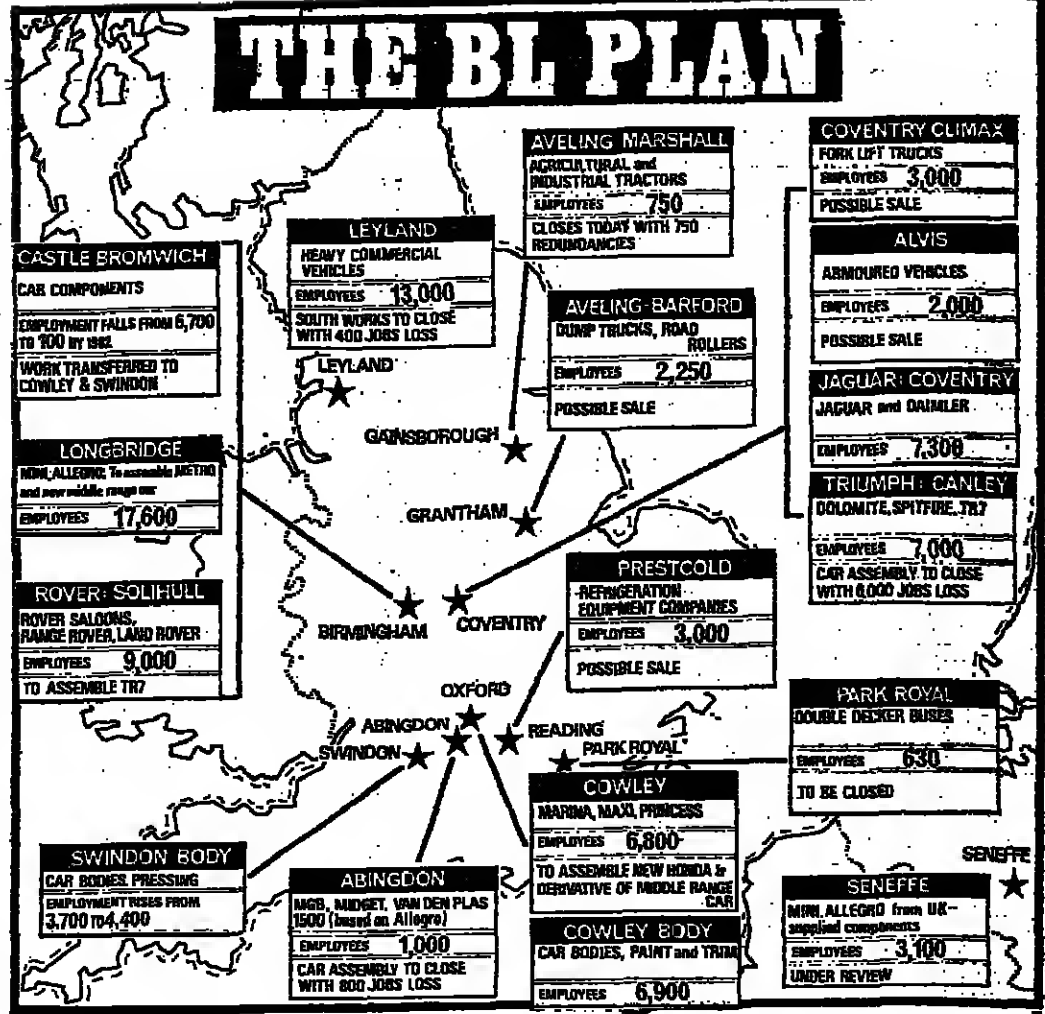 THE BL PLAN
AVELING MARSHALL
AGRICULTURAL and
INDUSTRIAL TRACTORS
EMPLOYEES 750
CLOSES TODAY WITH 750
REDUNDANCIES
COVENTRY CLIMAX
FORK LIFT TRUCKS
EMPLOYEES 3,000
POSSIBLE SALE
LEYLAND
HEAVY COMMERCIAL
VEHICLES
EMPLOYEES 13,000
SOUTH WORKS TO CLOSE
WITH 400 JOBS LOSS
ALVIS
ARMOURED VEHICLES
EMPLOYEES 2,000
POSSIBLE SALE
CASTLE BROMWICH
CAR COMPONENTS
EMPLOYMENT FALLS FROM 6,700
TO 100 BY 1982
WORK TRANSFERRED TO
COWLEY & SWINDON
AVELING-BARFORD
DUMP TRUCKS, ROAD
ROLLERS
EMPLOYEES 2,250
POSSIBLE SALE
JAGUAR: COVENTRY
JAGUAR and DAIMLER
EMPLOYEES 7,300
LEYLAND
GAINSBOROUGH
GRANTHAM
LONGBRIDGE
MINI, ALLEGRO; To assemble METRO
and new middle range car
EMPLOYEES 17,600
TRIUMPH: CANLEY
DOLOMITE, SPITFIRE, TR7
EMPLOYEES 7,000
CAR ASSEMBLY TO CLOSE
WITH 6,000 JOBS LOSS
ROVER: SOLIHULL
ROVER SALOONS,
RANGE ROVER, LAND ROVER
EMPLOYEES 9,000
TO ASSEMBLE TR7
BIRMINGHAM
COVENTRY
PRESTCOLD
REFRIGERATION
EQUIPMENT COMPANIES
EMPLOYEES 3,000
POSSIBLE SALE
OXFORD
ABINGDON
SWINDON
READING
PARK ROYAL
PARK ROYAL
DOUBLE DECKER BUSES
EMPLOYEES 630
TO BE CLOSED
COWLEY
MARINA, MAXI, PRINCESS
EMPLOYEES 6,800
TO ASSEMBLE NEW HONDA &
DERIVATIVE OF MIDDLE RANGE
CAR
SWINDON BODY
CAR BODIES, PRESSING
EMPLOYMENT RISES FROM
3,700 TO 4,400
ABINGDON
MGB, MIDGET, VAN DEN PLAS
1500 (based on Allegro)
EMPLOYEES 1,000
CAR ASSEMBLY TO CLOSE
WITH 800 JOBS LOSS
COWLEY BODY
CAR BODIES, PAINT and TRIM
EMPLOYEES 6,900
SENEFFE
SENEFFE
MINI, ALLEGRO from UK-
supplied components
EMPLOYEES 3,100
UNDER REVIEW